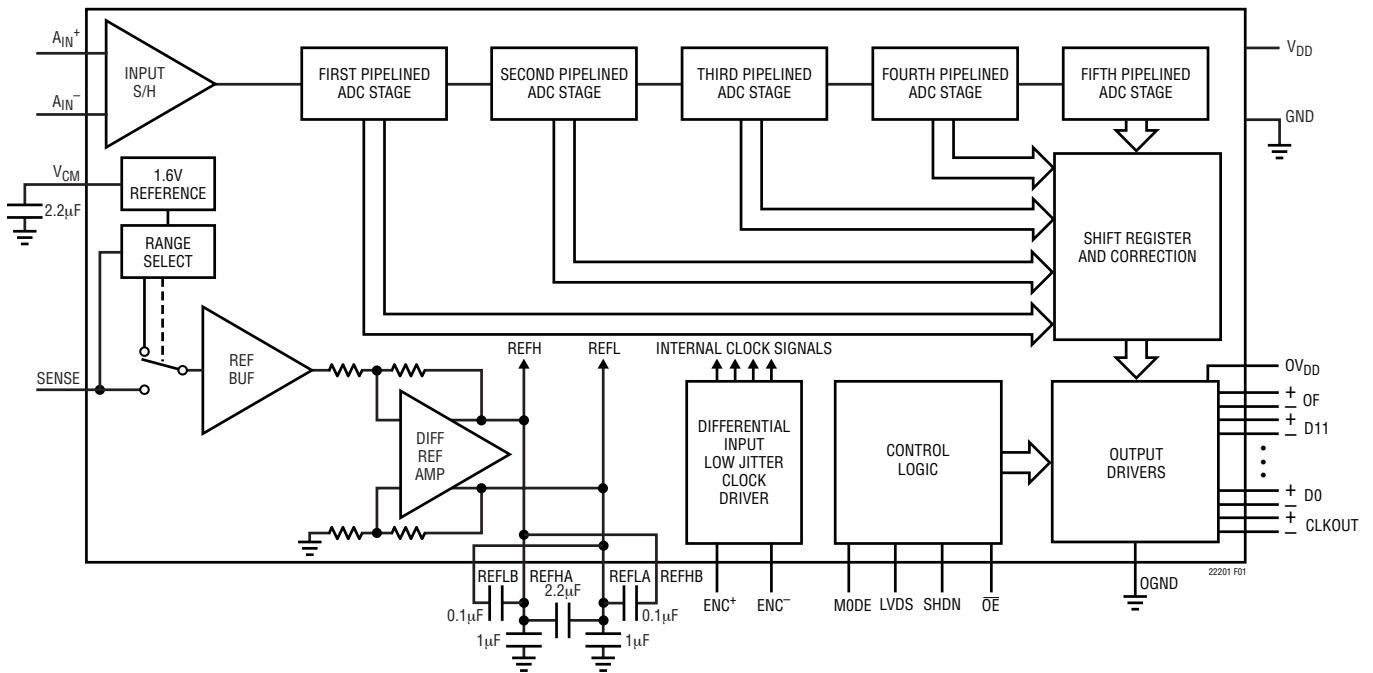 AIN+
AIN−
INPUT
S/H
FIRST PIPELINED
ADC STAGE
SECOND PIPELINED
ADC STAGE
THIRD PIPELINED
ADC STAGE
FOURTH PIPELINED
ADC STAGE
FIFTH PIPELINED
ADC STAGE
VDD
GND
VCM
2.2µF
1.6V
REFERENCE
RANGE
SELECT
SHIFT REGISTER
AND CORRECTION
SENSE
REF
BUF
DIFF
REF
AMP
REFH
REFL
INTERNAL CLOCK SIGNALS
DIFFERENTIAL
INPUT
LOW JITTER
CLOCK
DRIVER
CONTROL
LOGIC
OUTPUT
DRIVERS
OVDD
+
− OF
+
− D11
+
− D0
+
− CLKOUT
22201 F01
OGND
REFLB
REFHA
REFLA
REFHB
2.2µF
0.1µF
0.1µF
1µF
1µF
ENC+
ENC−
MODE
LVDS
SHDN
O̅E̅